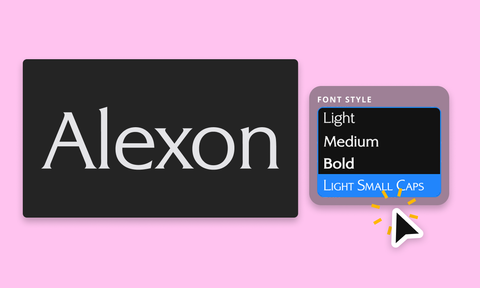 Alexon
FONT STYLE
Light
Medium
Bold
Light Small Caps